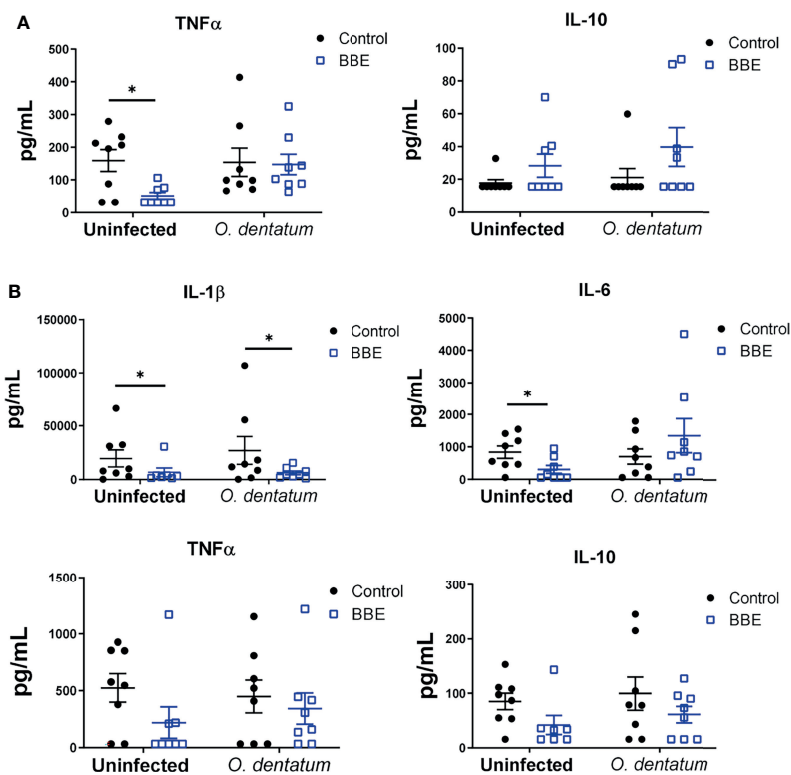 A
TNFα
Control
BBE
pg/mL
500
400
300
200
100
0
*
Uninfected
O. dentatum
IL-10
Control
BBE
pg/mL
100
80
60
40
20
0
Uninfected
O. dentatum
B
IL-1β
Control
BBE
pg/mL
150000
100000
50000
0
*
*
Uninfected
O. dentatum
IL-6
Control
BBE
pg/mL
5000
4000
3000
2000
1000
0
*
Uninfected
O. dentatum
TNFα
Control
BBE
pg/mL
1500
1000
500
0
Uninfected
O. dentatum
IL-10
Control
BBE
pg/mL
300
200
100
0
Uninfected
O. dentatum